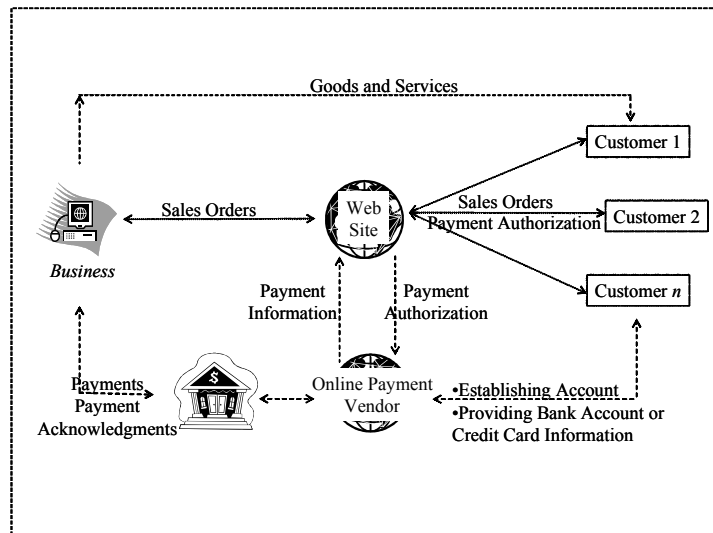 Goods and Services
Customer 1
Sales Orders
Web
Site
Sales Orders
Payment Authorization
Customer 2
Business
Customer n
Payment
Information
Payment
Authorization
$
Payments
Payment
Acknowledgments
Online Payment
Vendor
•Establishing Account
•Providing Bank Account or
Credit Card Information